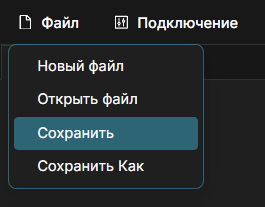 Файл Подключение
Новый файл
Открыть файл
Сохранить
Сохранить Как